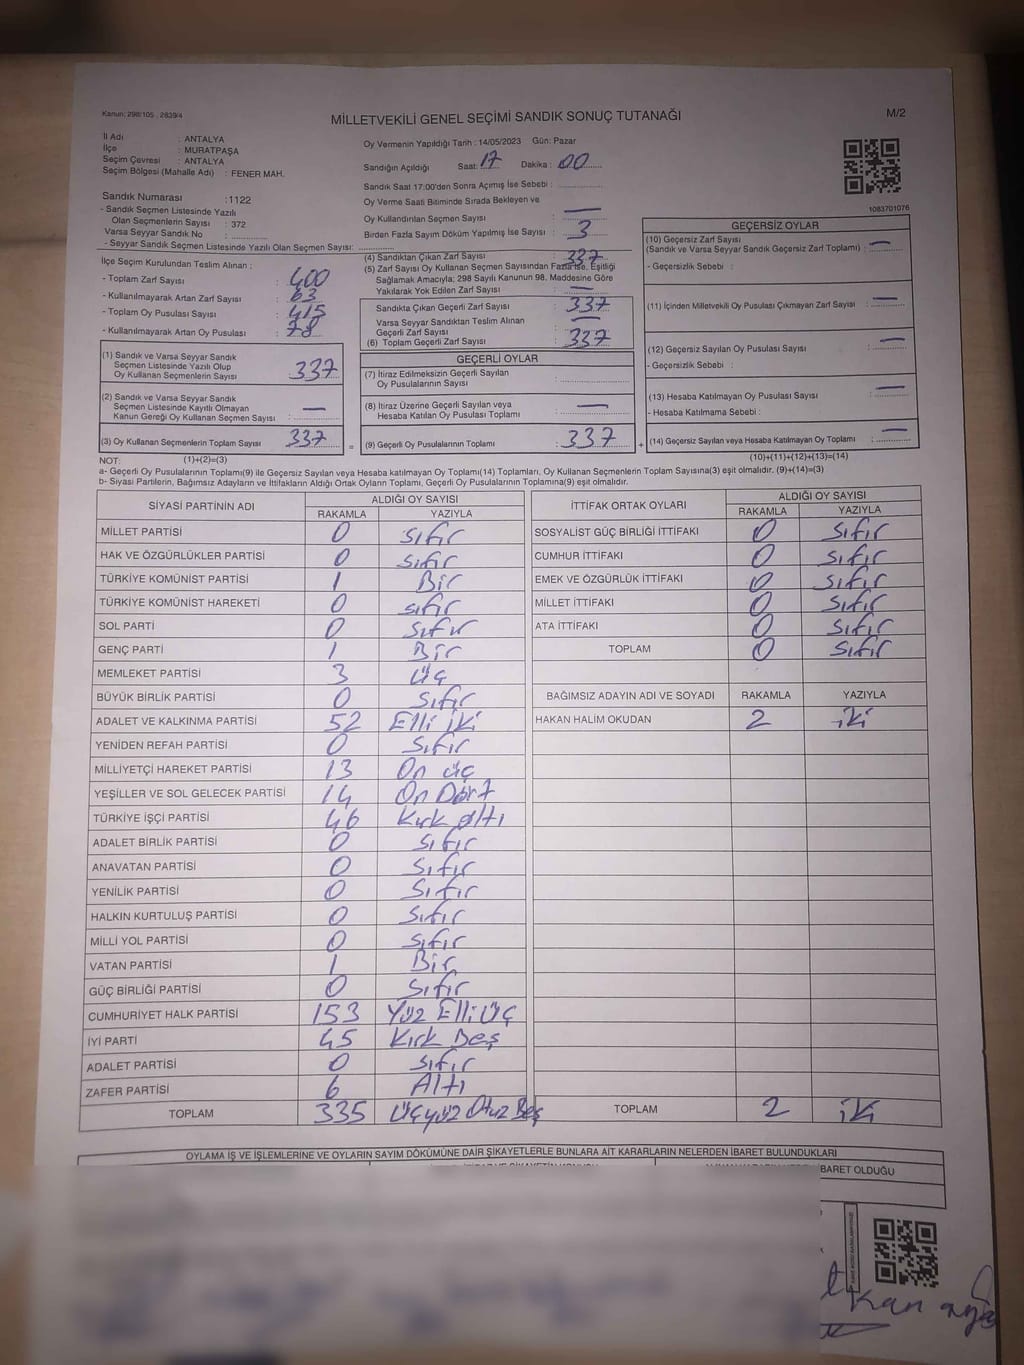 Kanun: 298/105 , 2839/4
MİLLETVEKİLİ GENEL SEÇİMİ SANDIK SONUÇ TUTANAĞI
M/2
İl Adı : ANTALYA
İlçe : MURATPAŞA
Seçim Çevresi : ANTALYA
Seçim Bölgesi (Mahalle Adı) : FENER MAH.
Oy Vermenin Yapıldığı Tarih : 14/05/2023 Gün: Pazar
Sandığın Açıldığı Saat: 17 Dakika : 00
Sandık Saat 17:00'den Sonra Açımış İse Sebebi :
Sandık Numarası :1122
- Sandık Seçmen Listesinde Yazılı
Olan Seçmenlerin Sayısı : 372
Varsa Seyyar Sandık No :
- Seyyar Sandık Seçmen Listesinde Yazılı Olan Seçmen Sayısı:
Oy Verme Saati Bitiminde Sırada Bekleyen ve
Oy Kullandırılan Seçmen Sayısı : —
Birden Fazla Sayım Döküm Yapılmış İse Sayısı : 3
1083701076
İlçe Seçim Kurulundan Teslim Alınan :
- Toplam Zarf Sayısı : 400
- Kullanılmayarak Artan Zarf Sayısı : 63
- Toplam Oy Pusulası Sayısı : 415
- Kullanılmayarak Artan Oy Pusulası : 78
(4) Sandıktan Çıkan Zarf Sayısı : 337
(5) Zarf Sayısı Oy Kullanan Seçmen Sayısından Fazla ise, Eşitliği
Sağlamak Amacıyla; 298 Sayılı Kanunun 98. Maddesine Göre
Yakılarak Yok Edilen Zarf Sayısı : —
Sandıkta Çıkan Geçerli Zarf Sayısı : 337
Varsa Seyyar Sandıktan Teslim Alınan
Geçerli Zarf Sayısı : —
(6) Toplam Geçerli Zarf Sayısı : 337
GEÇERSİZ OYLAR
(10) Geçersiz Zarf Sayısı
(Sandık ve Varsa Seyyar Sandık Geçersiz Zarf Toplamı) : —
- Geçersizlik Sebebi :
(11) İçinden Milletvekili Oy Pusulası Çıkmayan Zarf Sayısı : —
(12) Geçersiz Sayılan Oy Pusulası Sayısı : —
- Geçersizlik Sebebi :
(13) Hesaba Katılmayan Oy Pusulası Sayısı : —
- Hesaba Katılmama Sebebi :
(14) Geçersiz Sayılan veya Hesaba Katılmayan Oy Toplamı : —
(1) Sandık ve Varsa Seyyar Sandık
Seçmen Listesinde Yazılı Olup
Oy Kullanan Seçmenlerin Sayısı : 337
(2) Sandık ve Varsa Seyyar Sandık
Seçmen Listesinde Kayıtlı Olmayan
Kanun Gereği Oy Kullanan Seçmen Sayısı : —
(3) Oy Kullanan Seçmenlerin Toplam Sayısı : 337
GEÇERLİ OYLAR
(7) İtiraz Edilmeksizin Geçerli Sayılan
Oy Pusulalarının Sayısı :
(8) İtiraz Üzerine Geçerli Sayılan veya
Hesaba Katılan Oy Pusulası Toplamı : —
= (9) Geçerli Oy Pusulalarının Toplamı : 337 +
NOT: (1)+(2)=(3)
(10)+(11)+(12)+(13)=(14)
a- Geçerli Oy Pusulalarının Toplamı(9) ile Geçersiz Sayılan veya Hesaba katılmayan Oy Toplamı(14) Toplamları, Oy Kullanan Seçmenlerin Toplam Sayısına(3) eşit olmalıdır. (9)+(14)=(3)
b- Siyasi Partilerin, Bağımsız Adayların ve İttifakların Aldığı Ortak Oyların Toplamı, Geçerli Oy Pusulalarının Toplamına(9) eşit olmalıdır.
SİYASİ PARTİNİN ADI ALDIĞI OY SAYISI
RAKAMLA YAZIYLA
MİLLET PARTİSİ 0 sıfır
HAK VE ÖZGÜRLÜKLER PARTİSİ 0 sıfır
TÜRKİYE KOMÜNİST PARTİSİ 1 Bir
TÜRKİYE KOMÜNİST HAREKETİ 0 sıfır
SOL PARTİ 0 sıfır
GENÇ PARTİ 1 Bir
MEMLEKET PARTİSİ 3 üç
BÜYÜK BİRLİK PARTİSİ 0 sıfır
ADALET VE KALKINMA PARTİSİ 52 Elli iki
YENİDEN REFAH PARTİSİ 0 Sıfır
MİLLİYETÇİ HAREKET PARTİSİ 13 On üç
YEŞİLLER VE SOL GELECEK PARTİSİ 14 On Dört
TÜRKİYE İŞÇİ PARTİSİ 46 Kırk altı
ADALET BİRLİK PARTİSİ 0 sıfır
ANAVATAN PARTİSİ 0 Sıfır
YENİLİK PARTİSİ 0 Sıfır
HALKIN KURTULUŞ PARTİSİ 0 Sıfır
MİLLİ YOL PARTİSİ 0 sıfır
VATAN PARTİSİ 1 Bir
GÜÇ BİRLİĞİ PARTİSİ 0 Sıfır
CUMHURİYET HALK PARTİSİ 153 Yüz Elli Üç
İYİ PARTİ 45 Kırk Beş
ADALET PARTİSİ 0 sıfır
ZAFER PARTİSİ 6 Altı
TOPLAM 335 Üçyüz Otuz Beş
İTTİFAK ORTAK OYLARI ALDIĞI OY SAYISI
RAKAMLA YAZIYLA
SOSYALİST GÜÇ BİRLİĞİ İTTİFAKI 0 Sıfır
CUMHUR İTTİFAKI 0 Sıfır
EMEK VE ÖZGÜRLÜK İTTİFAKI 0 Sıfır
MİLLET İTTİFAKI 0 Sıfır
ATA İTTİFAKI 0 Sıfır
TOPLAM 0 Sıfır
BAĞIMSIZ ADAYIN ADI VE SOYADI RAKAMLA YAZIYLA
HAKAN HALİM OKUDAN 2 iki
TOPLAM 2 iki
OYLAMA İŞ VE İŞLEMLERİNE VE OYLARIN SAYIM DÖKÜMÜNE DAİR ŞİKAYETLERLE BUNLARA AİT KARARLARIN NELERDEN İBARET BULUNDUKLARI
İBARET OLDUĞU